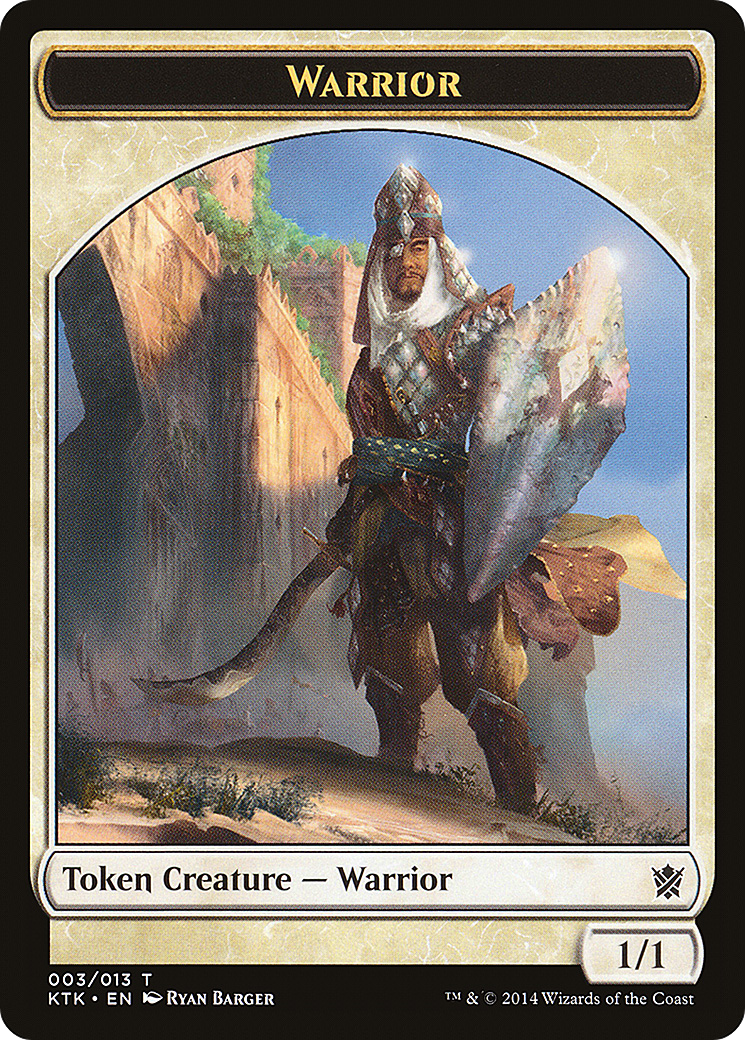 Warrior
Token Creature — Warrior
1/1
003/013 T
KTK • EN Ryan Barger
™ & © 2014 Wizards of the Coast